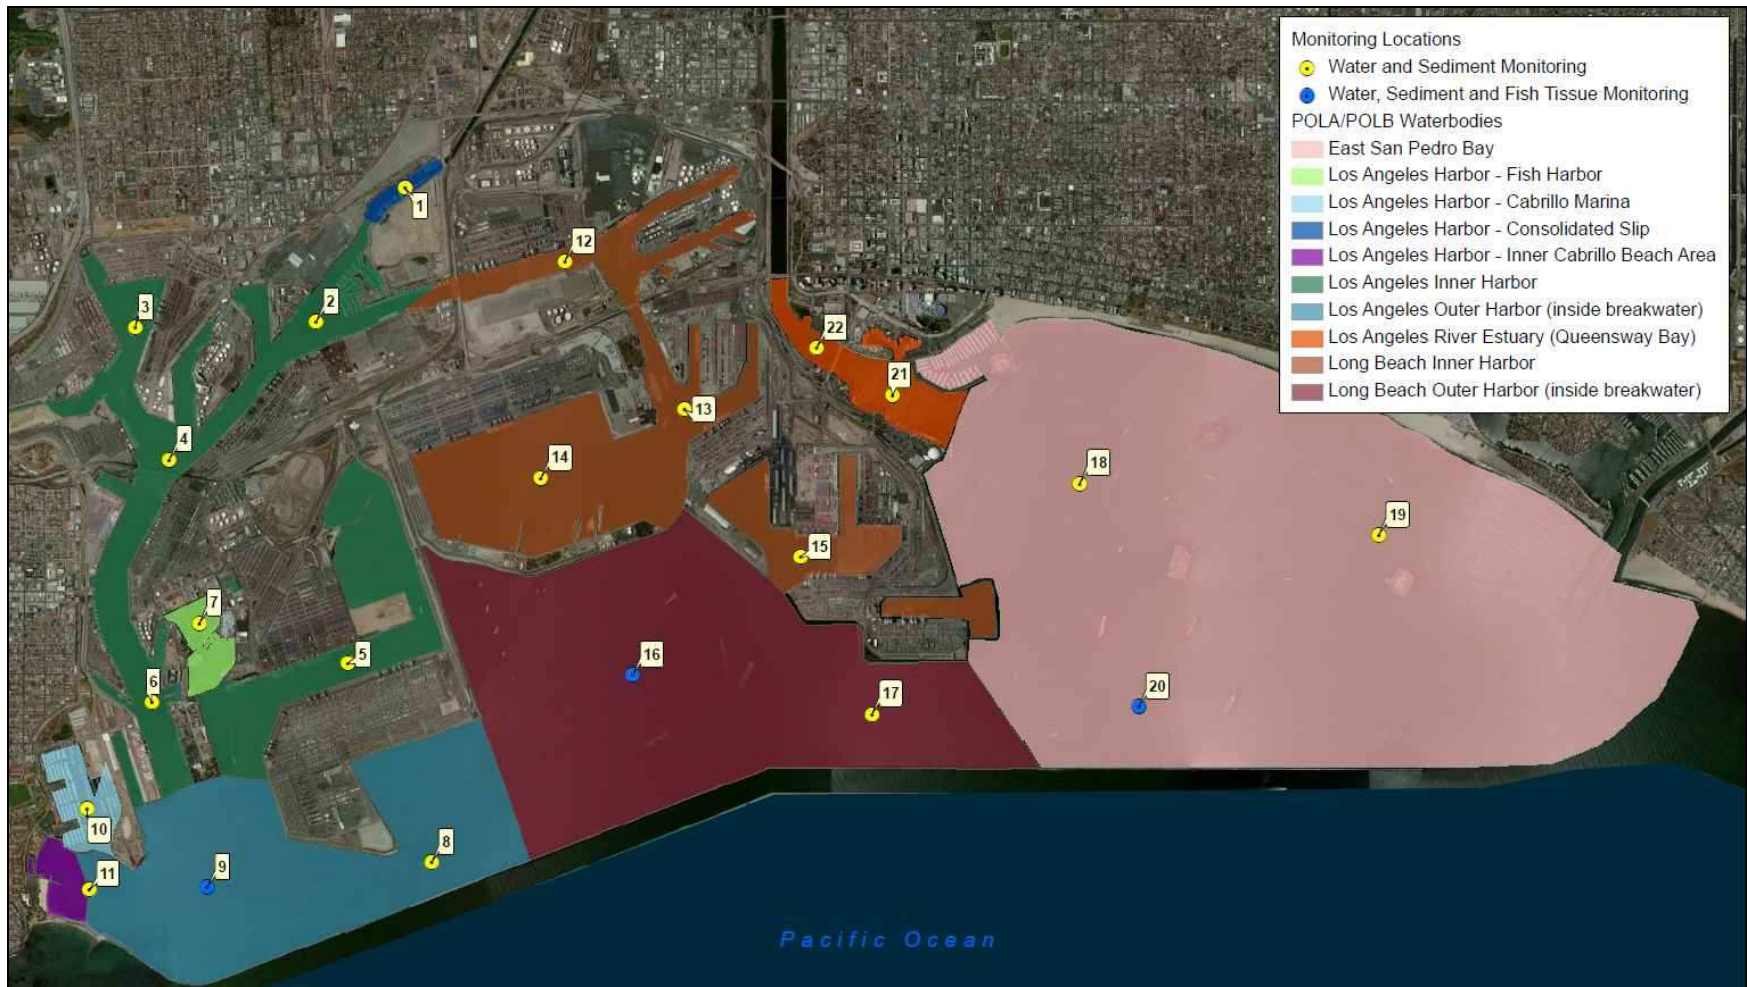 Monitoring Locations
Water and Sediment Monitoring
Water, Sediment and Fish Tissue Monitoring
POLA/POLB Waterbodies
East San Pedro Bay
Los Angeles Harbor - Fish Harbor
Los Angeles Harbor - Cabrillo Marina
Los Angeles Harbor - Consolidated Slip
Los Angeles Harbor - Inner Cabrillo Beach Area
Los Angeles Inner Harbor
Los Angeles Outer Harbor (inside breakwater)
Los Angeles River Estuary (Queensway Bay)
Long Beach Inner Harbor
Long Beach Outer Harbor (inside breakwater)
1
12
2
3
22
21
13
4
14
18
19
15
7
5
16
6
20
17
10
8
9
11
Pacific Ocean